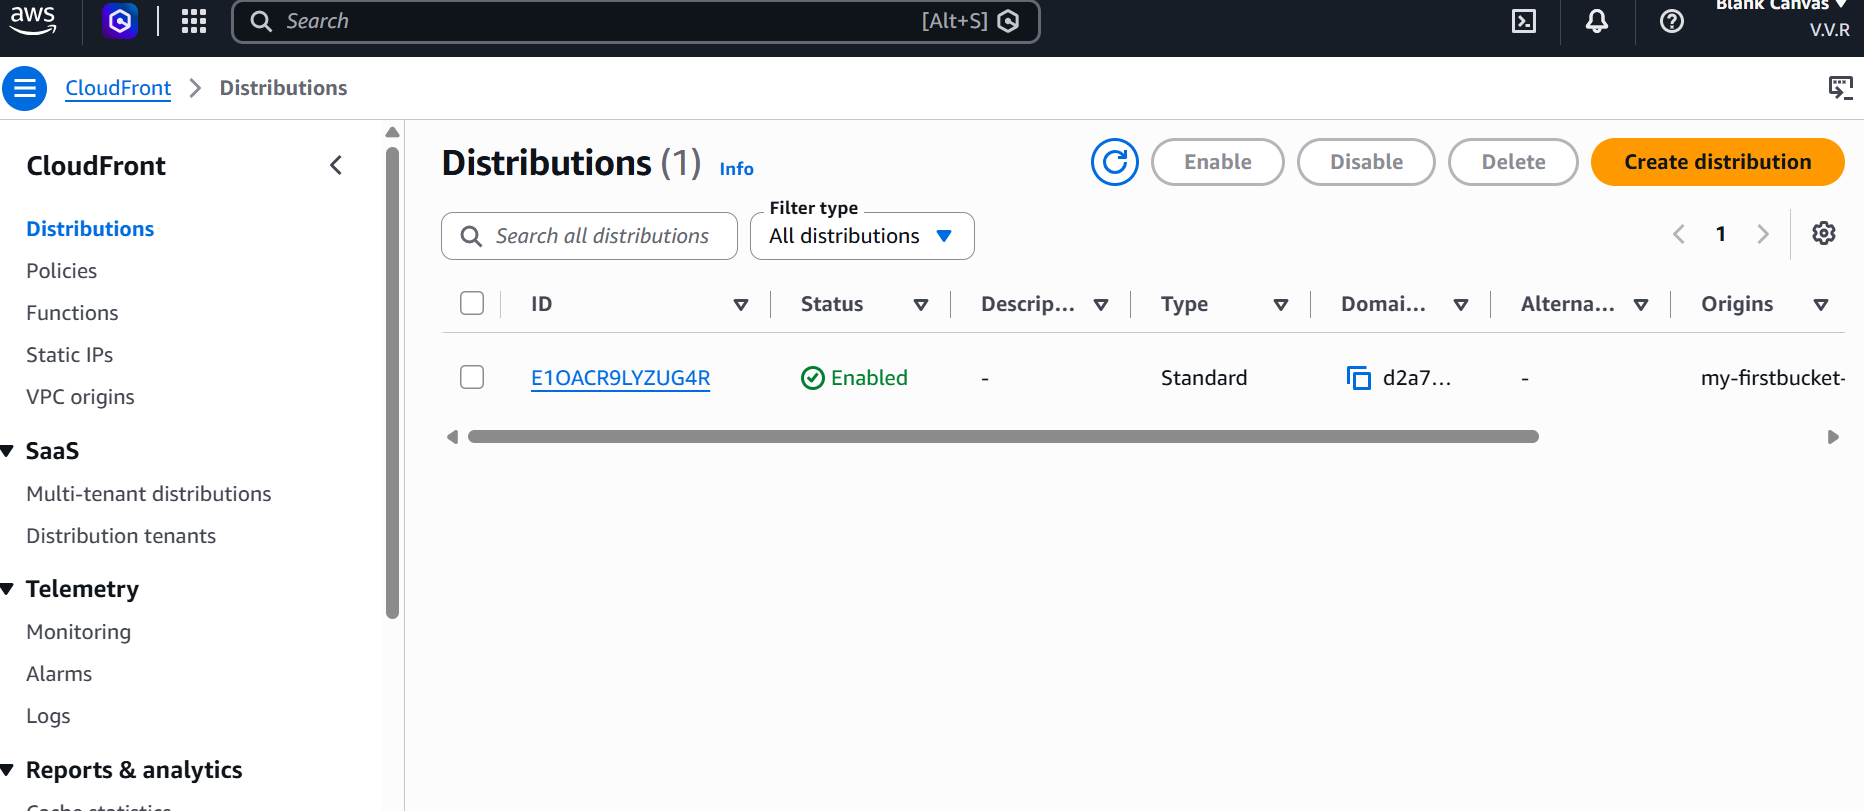 aws
Search
[Alt+S]
Blank Canvas
V.V.R
CloudFront
Distributions
CloudFront
Distributions
Policies
Functions
Static IPs
VPC origins
SaaS
Multi-tenant distributions
Distribution tenants
Telemetry
Monitoring
Alarms
Logs
Reports & analytics
Cache statistics
Distributions (1) Info
Enable
Disable
Delete
Create distribution
Search all distributions
Filter type
All distributions
1
ID Status Descrip... Type Domai... Alterna... Origins
E1OACR9LYZUG4R Enabled - Standard d2a7... - my-firstbucket-